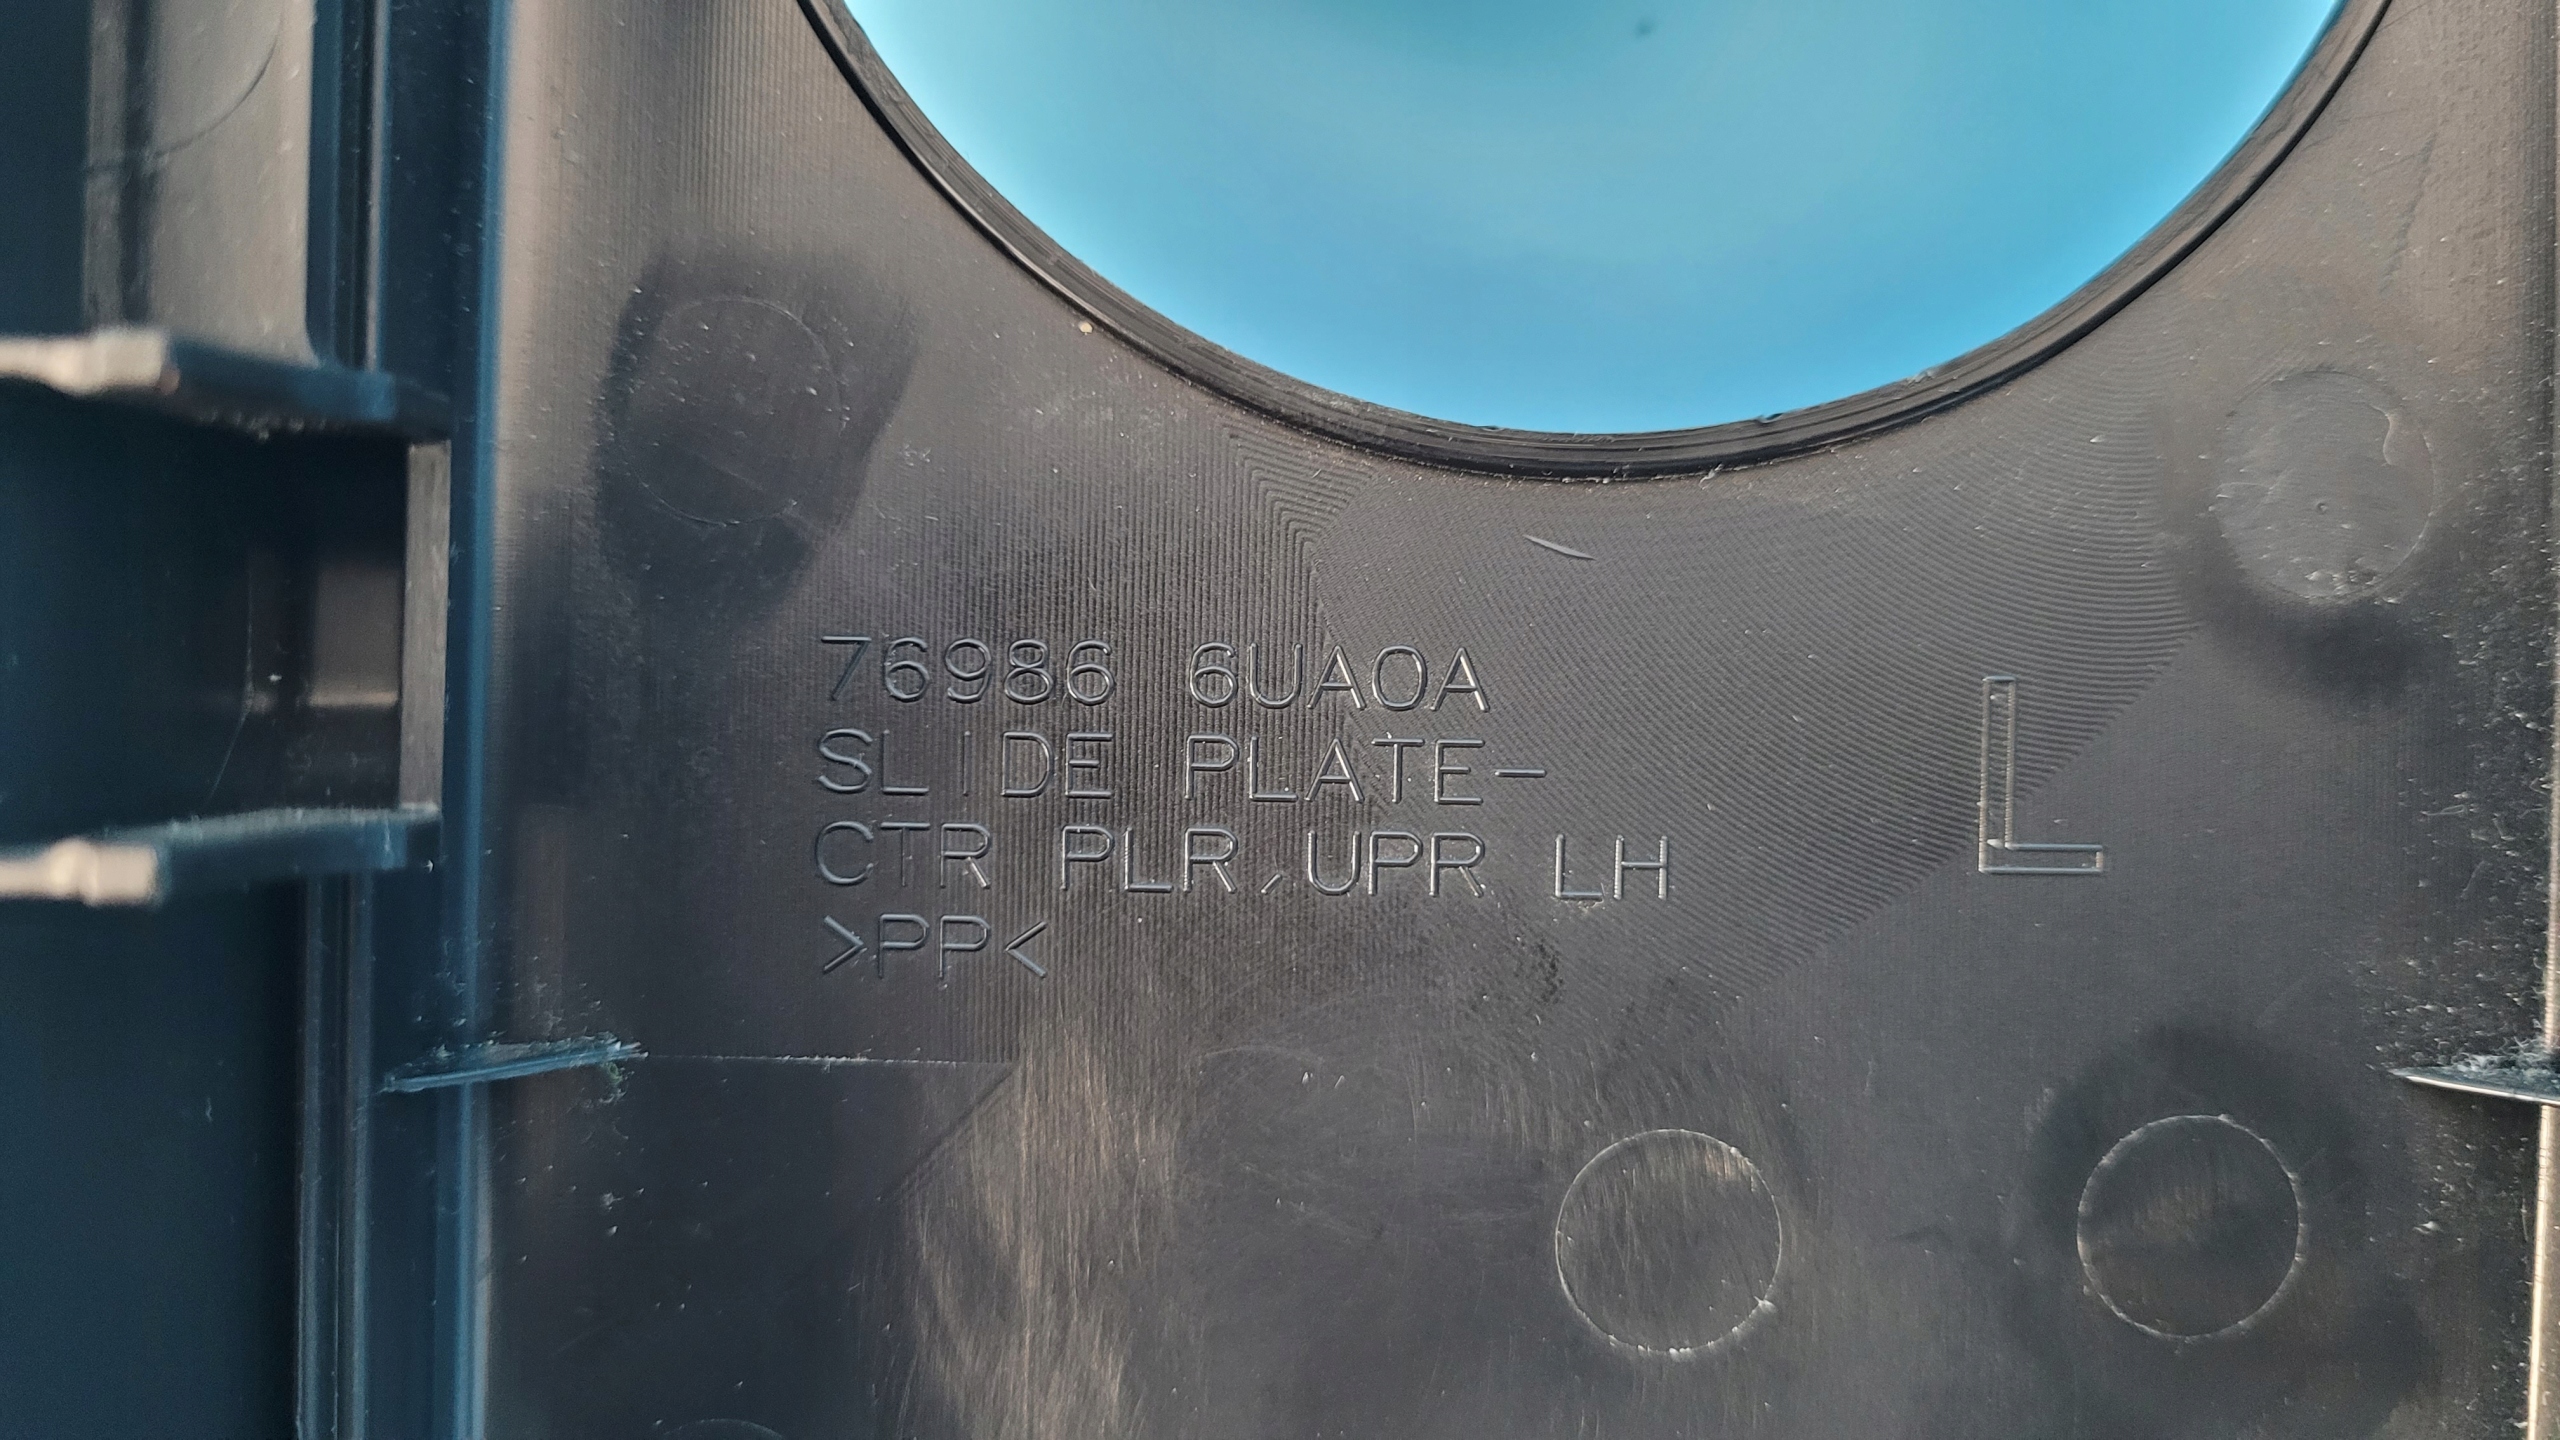 76986 6UA0A
SLIDE PLATE-
CTR PLR, UPR LH
>PP<
L